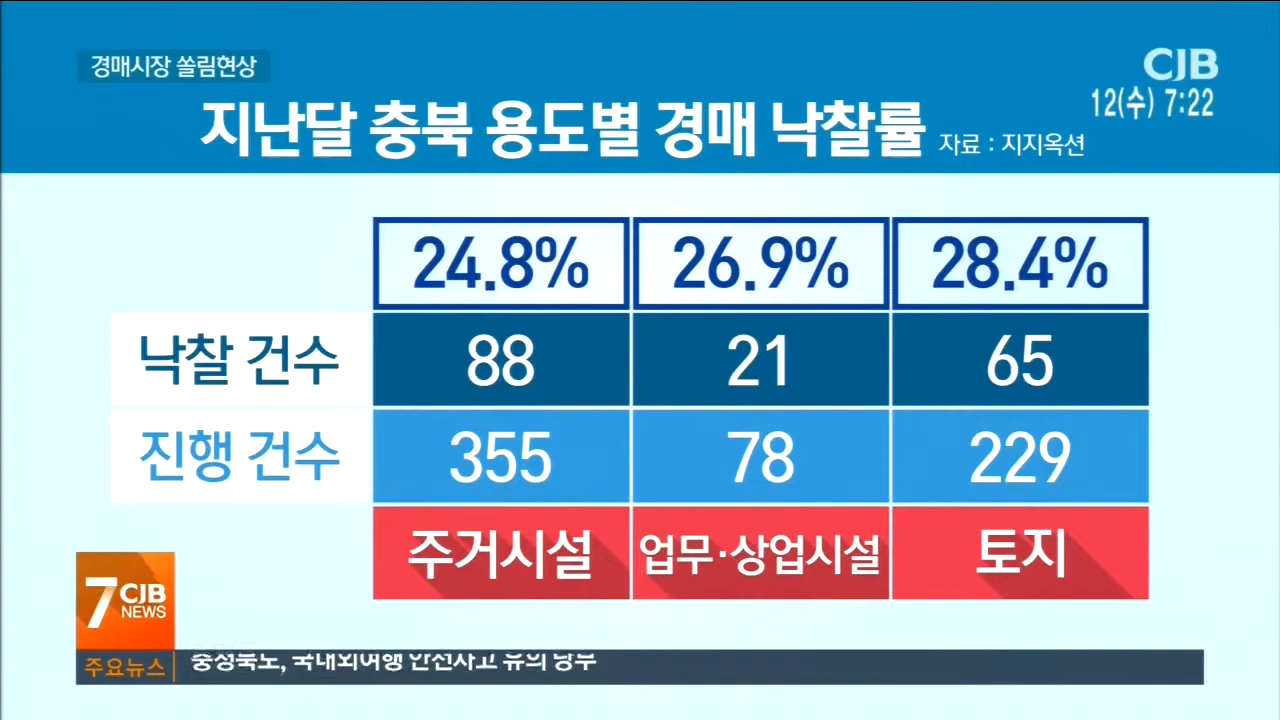 경매시장 쏠림현상
CJB
12(수) 7:22
지난달 충북 용도별 경매 낙찰률 자료 : 지지옥션
24.8% 26.9% 28.4%
낙찰 건수 88 21 65
진행 건수 355 78 229
주거시설 업무·상업시설 토지
7 CJB NEWS
주요뉴스 충청북도, 국내외여행 안전사고 유의 당부